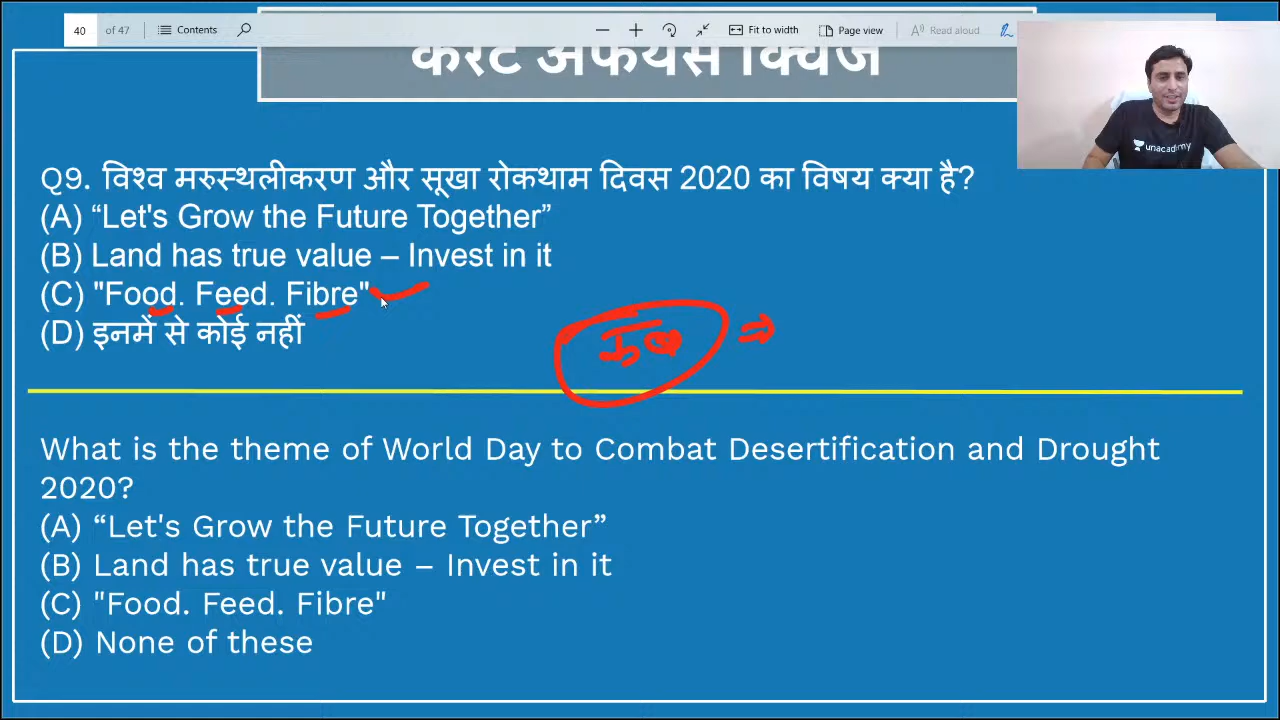 40 of 47 Contents Fit to width Page view Read aloud
करेंट अफेयर्स क्विज
Q9. विश्व मरुस्थलीकरण और सूखा रोकथाम दिवस 2020 का विषय क्या है?
(A) “Let's Grow the Future Together”
(B) Land has true value – Invest in it
(C) "Food. Feed. Fibre"
(D) इनमें से कोई नहीं
What is the theme of World Day to Combat Desertification and Drought
2020?
(A) “Let's Grow the Future Together”
(B) Land has true value – Invest in it
(C) "Food. Feed. Fibre"
(D) None of these
unacademy